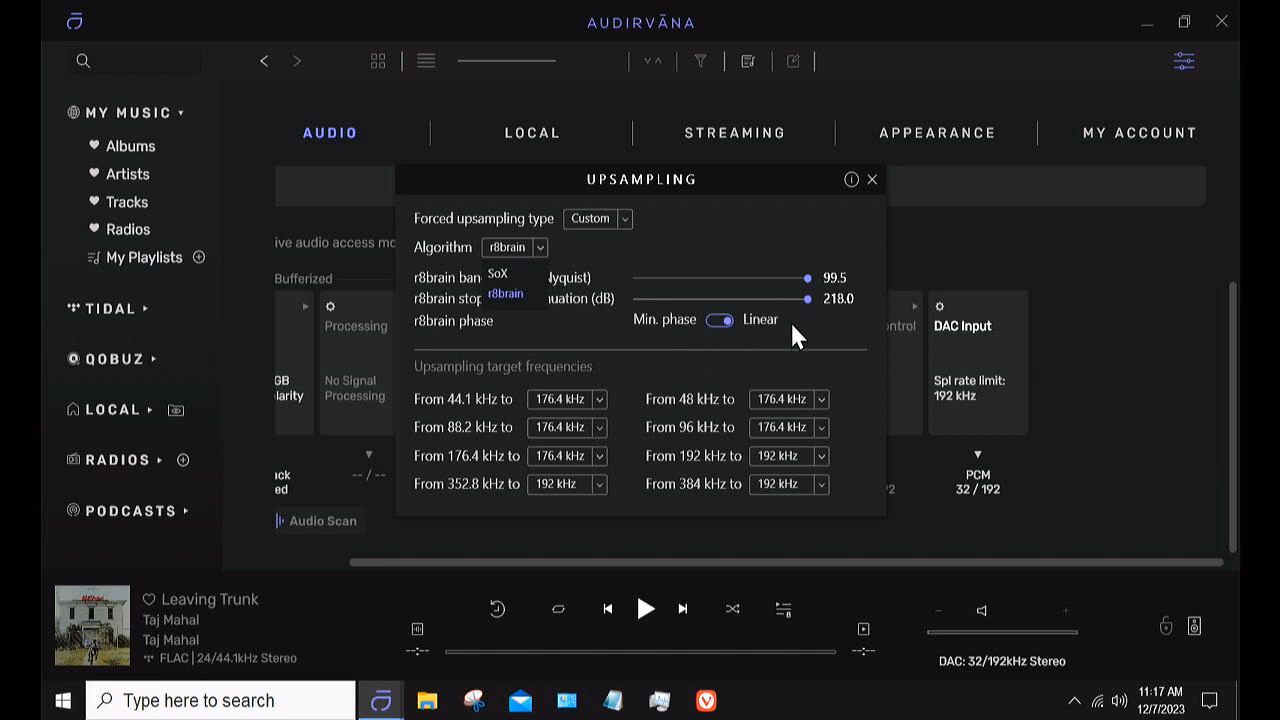 AUDIRVĀNA
MY MUSIC
Albums
Artists
Tracks
Radios
My Playlists
TIDAL
QOBUZ
LOCAL
RADIOS
PODCASTS
AUDIO
LOCAL
STREAMING
APPEARANCE
MY ACCOUNT
UPSAMPLING
Forced upsampling type Custom
Algorithm r8brain
SoX
r8brain
r8brain ban Nyquist) 99.5
r8brain stop nuation (dB) 218.0
r8brain phase Min. phase Linear
Upsampling target frequencies
From 44.1 kHz to 176.4 kHz From 48 kHz to 176.4 kHz
From 88.2 kHz to 176.4 kHz From 96 kHz to 176.4 kHz
From 176.4 kHz to 176.4 kHz From 192 kHz to 192 kHz
From 352.8 kHz to 192 kHz From 384 kHz to 192 kHz
ive audio access mo
Bufferized
Processing
No Signal
Processing
GB
larity
-- / --
ack
ed
Audio Scan
ontrol
2
DAC Input
Spl rate limit:
192 kHz
PCM
32 / 192
Leaving Trunk
Taj Mahal
Taj Mahal
FLAC | 24/44.1kHz Stereo
8
DAC: 32/192kHz Stereo
Type here to search
11:17 AM
12/7/2023